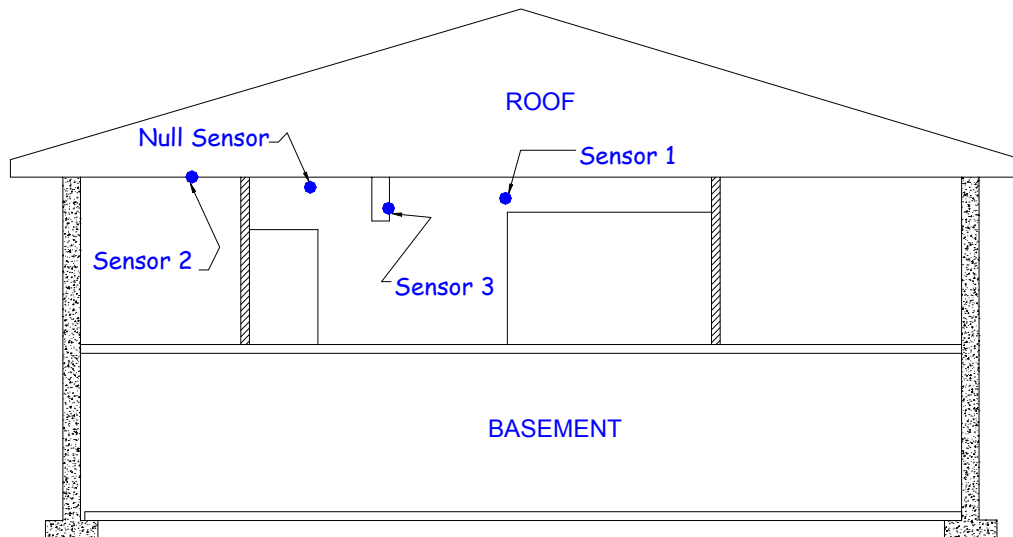 ROOF
Null Sensor
Sensor 1
Sensor 2
Sensor 3
BASEMENT